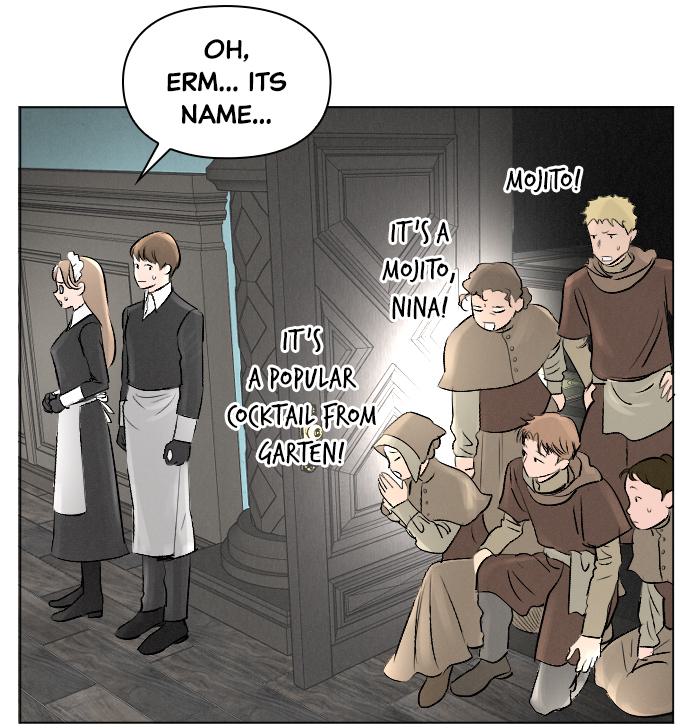 OH,
ERM... ITS
NAME...
MOJITO!
IT'S A
MOJITO,
NINA!
IT'S
A POPULAR
COCKTAIL FROM
GARTEN!